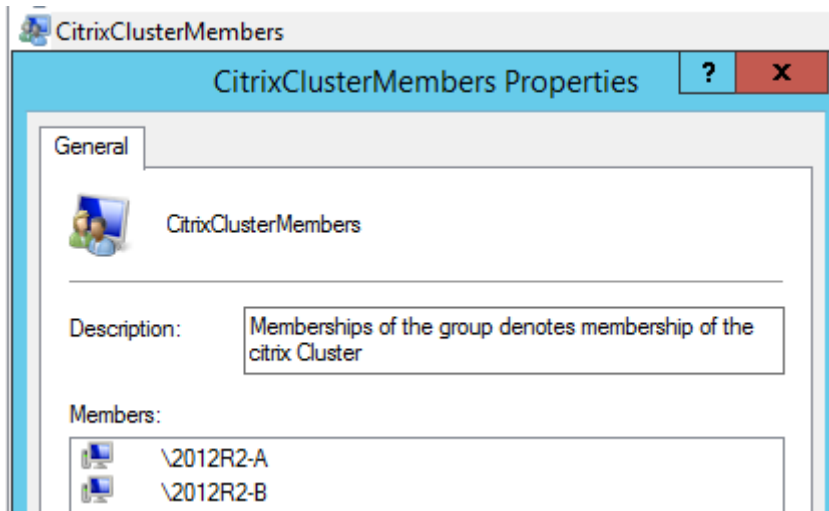 CitrixClusterMembers
CitrixClusterMembers Properties
?
x
General
CitrixClusterMembers
Description:
Memberships of the group denotes membership of the
citrix Cluster
Members:
\2012R2-A
\2012R2-B